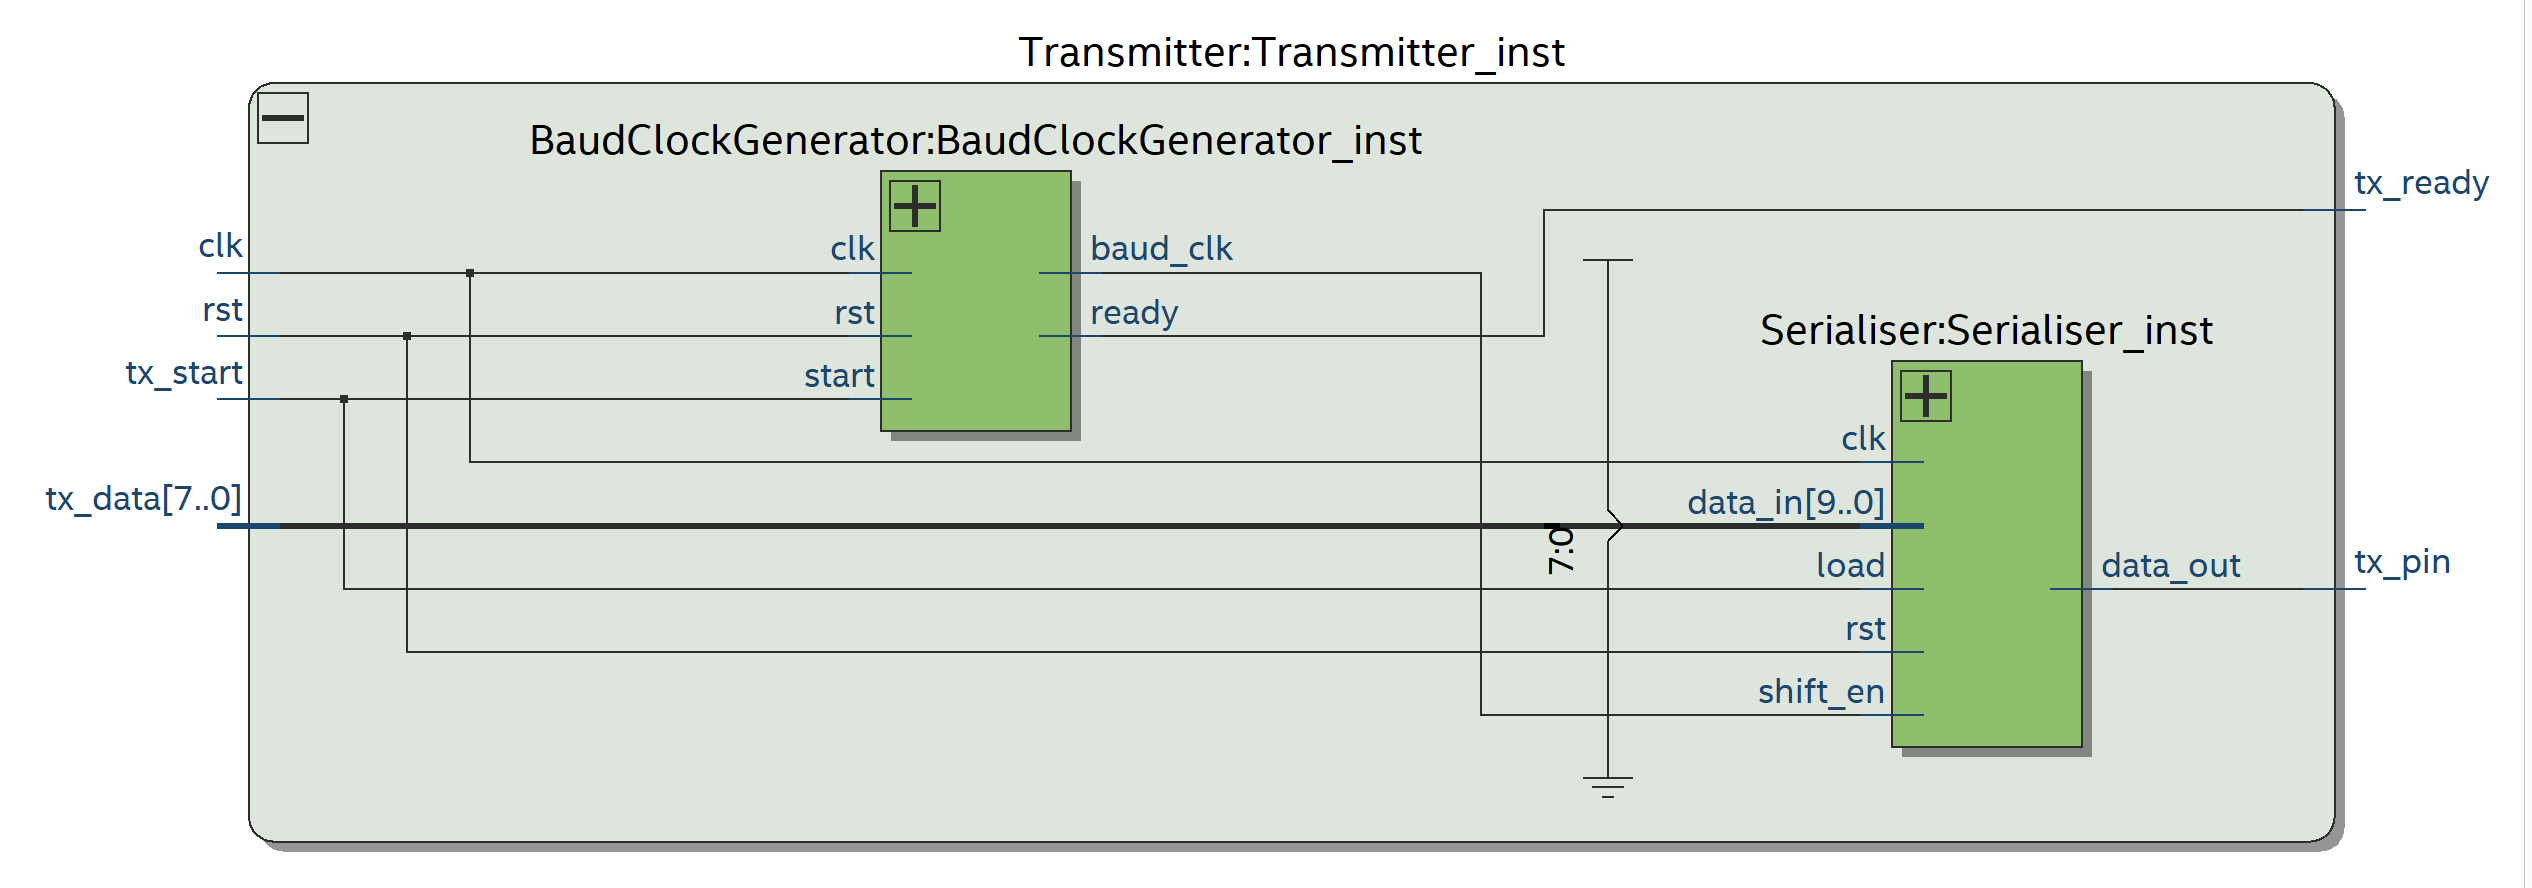 Transmitter:Transmitter_inst
BaudClockGenerator:BaudClockGenerator_inst
tx_ready
clk
clk
baud_clk
rst
rst
ready
Serialiser:Serialiser_inst
tx_start
start
clk
tx_data[7..0]
data_in[9..0]
7:0
load
data_out
tx_pin
rst
shift_en